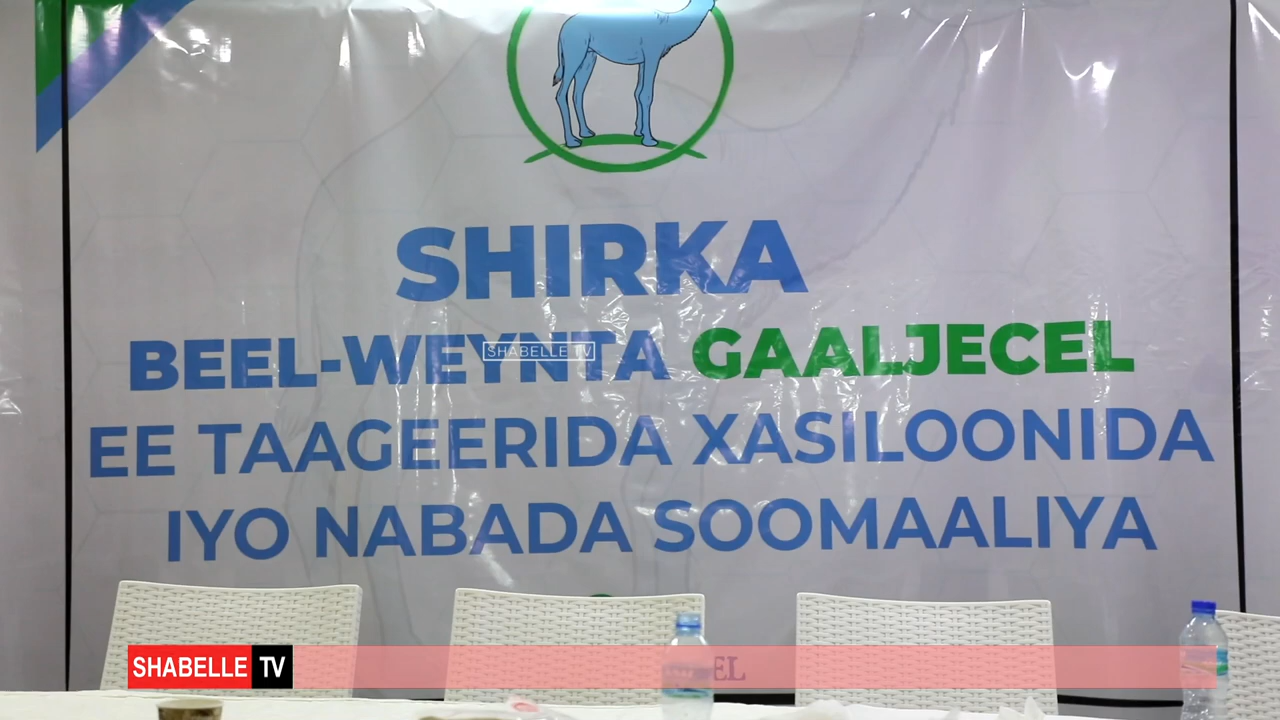 SHIRKA
BEEL-WEYNTA GAALJECEL
SHABELLE TV
EE TAAGEERIDA XASILOONIDA
IYO NABADA SOOMAALIYA
SHABELLE TV